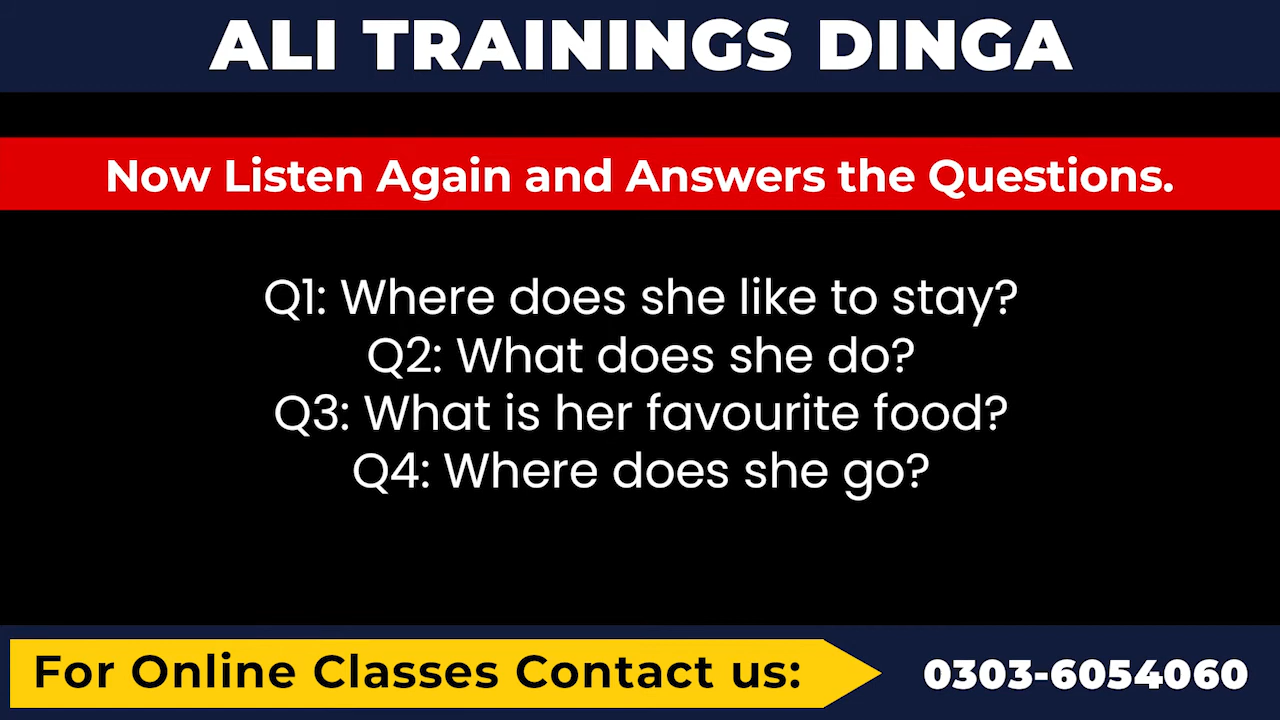 ALI TRAININGS DINGA
Now Listen Again and Answers the Questions.
Q1: Where does she like to stay?
Q2: What does she do?
Q3: What is her favourite food?
Q4: Where does she go?
For Online Classes Contact us:
0303-6054060